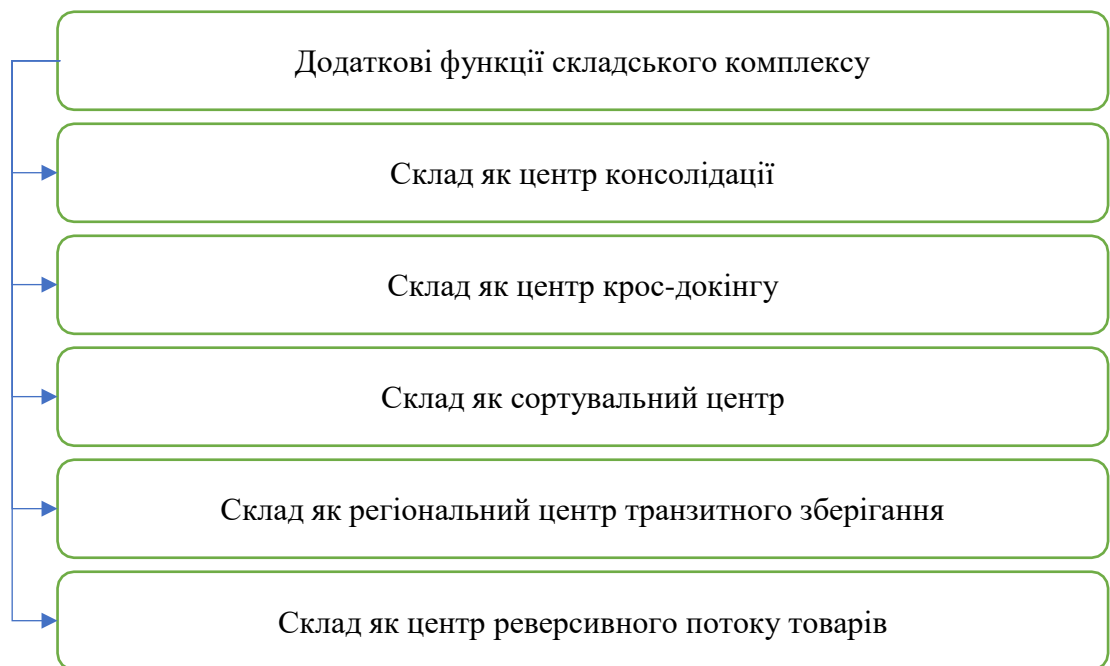 Додаткові функції складського комплексу
Склад як центр консолідації
Склад як центр крос-докінгу
Склад як сортувальний центр
Склад як регіональний центр транзитного зберігання
Склад як центр реверсивного потоку товарів